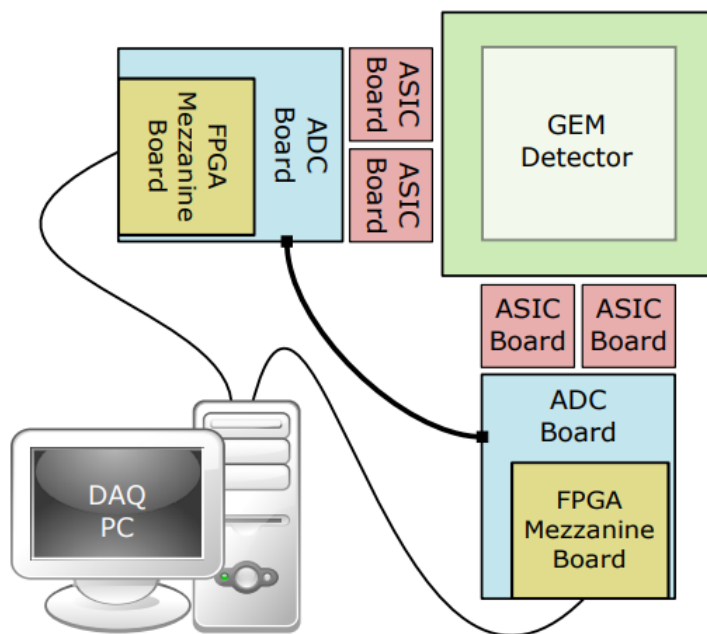 FPGA
Mezzanine
Board
ADC
Board
ASIC
Board
ASIC
Board
GEM
Detector
ASIC
Board
ASIC
Board
ADC
Board
FPGA
Mezzanine
Board
DAQ
PC